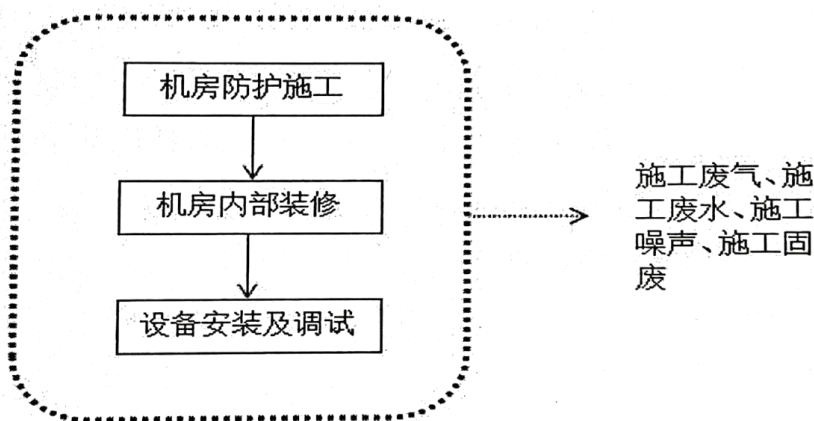 机房防护施工
机房内部装修
设备安装及调试
施工废气、施
工废水、施工
噪声、施工固
废